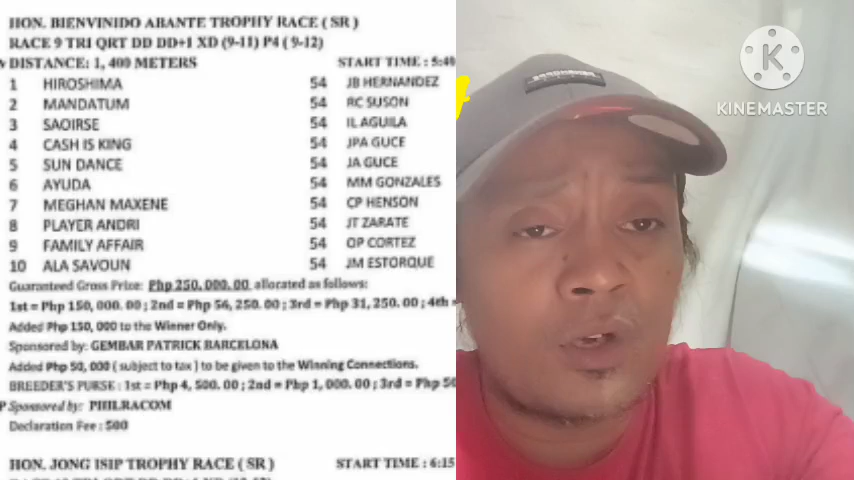 HON. BIENVINIDO ABANTE TROPHY RACE ( SR )
RACE 9 TRI QRT DD DD+1 XD (9-11) P4 ( 9-12)
DISTANCE: 1, 400 METERS START TIME : 5:40
1 HIROSHIMA 54 JB HERNANDEZ
2 MANDATUM 54 RC SUSON
3 SAOIRSE 54 IL AGUILA
4 CASH IS KING 54 JPA GUCE
5 SUN DANCE 54 JA GUCE
6 AYUDA 54 MM GONZALES
7 MEGHAN MAXENE 54 CP HENSON
8 PLAYER ANDRI 54 JT ZARATE
9 FAMILY AFFAIR 54 OP CORTEZ
10 ALA SAVOUN 54 JM ESTORQUE
Guaranteed Gross Price: Php 250, 000. 00 allocated as follows:
1st = Php 150, 000. 00 ; 2nd = Php 56, 250. 00 ; 3rd = Php 31, 250. 00 ; 4th =
Added Php 150, 000 to the Winner Only.
Sponsored by: GEMBAR PATRICK BARCELONA
Added Php 50, 000 ( subject to tax ) to be given to the Winning Connections.
BREEDER'S PURSE : 1st = Php 4, 500. 00 ; 2nd = Php 1, 000. 00 ; 3rd = Php 50
P Sponsored by: PHILRACOM
Declaration Fee : 500
HON. JONG ISIP TROPHY RACE ( SR ) START TIME : 6:15
KINEMASTER